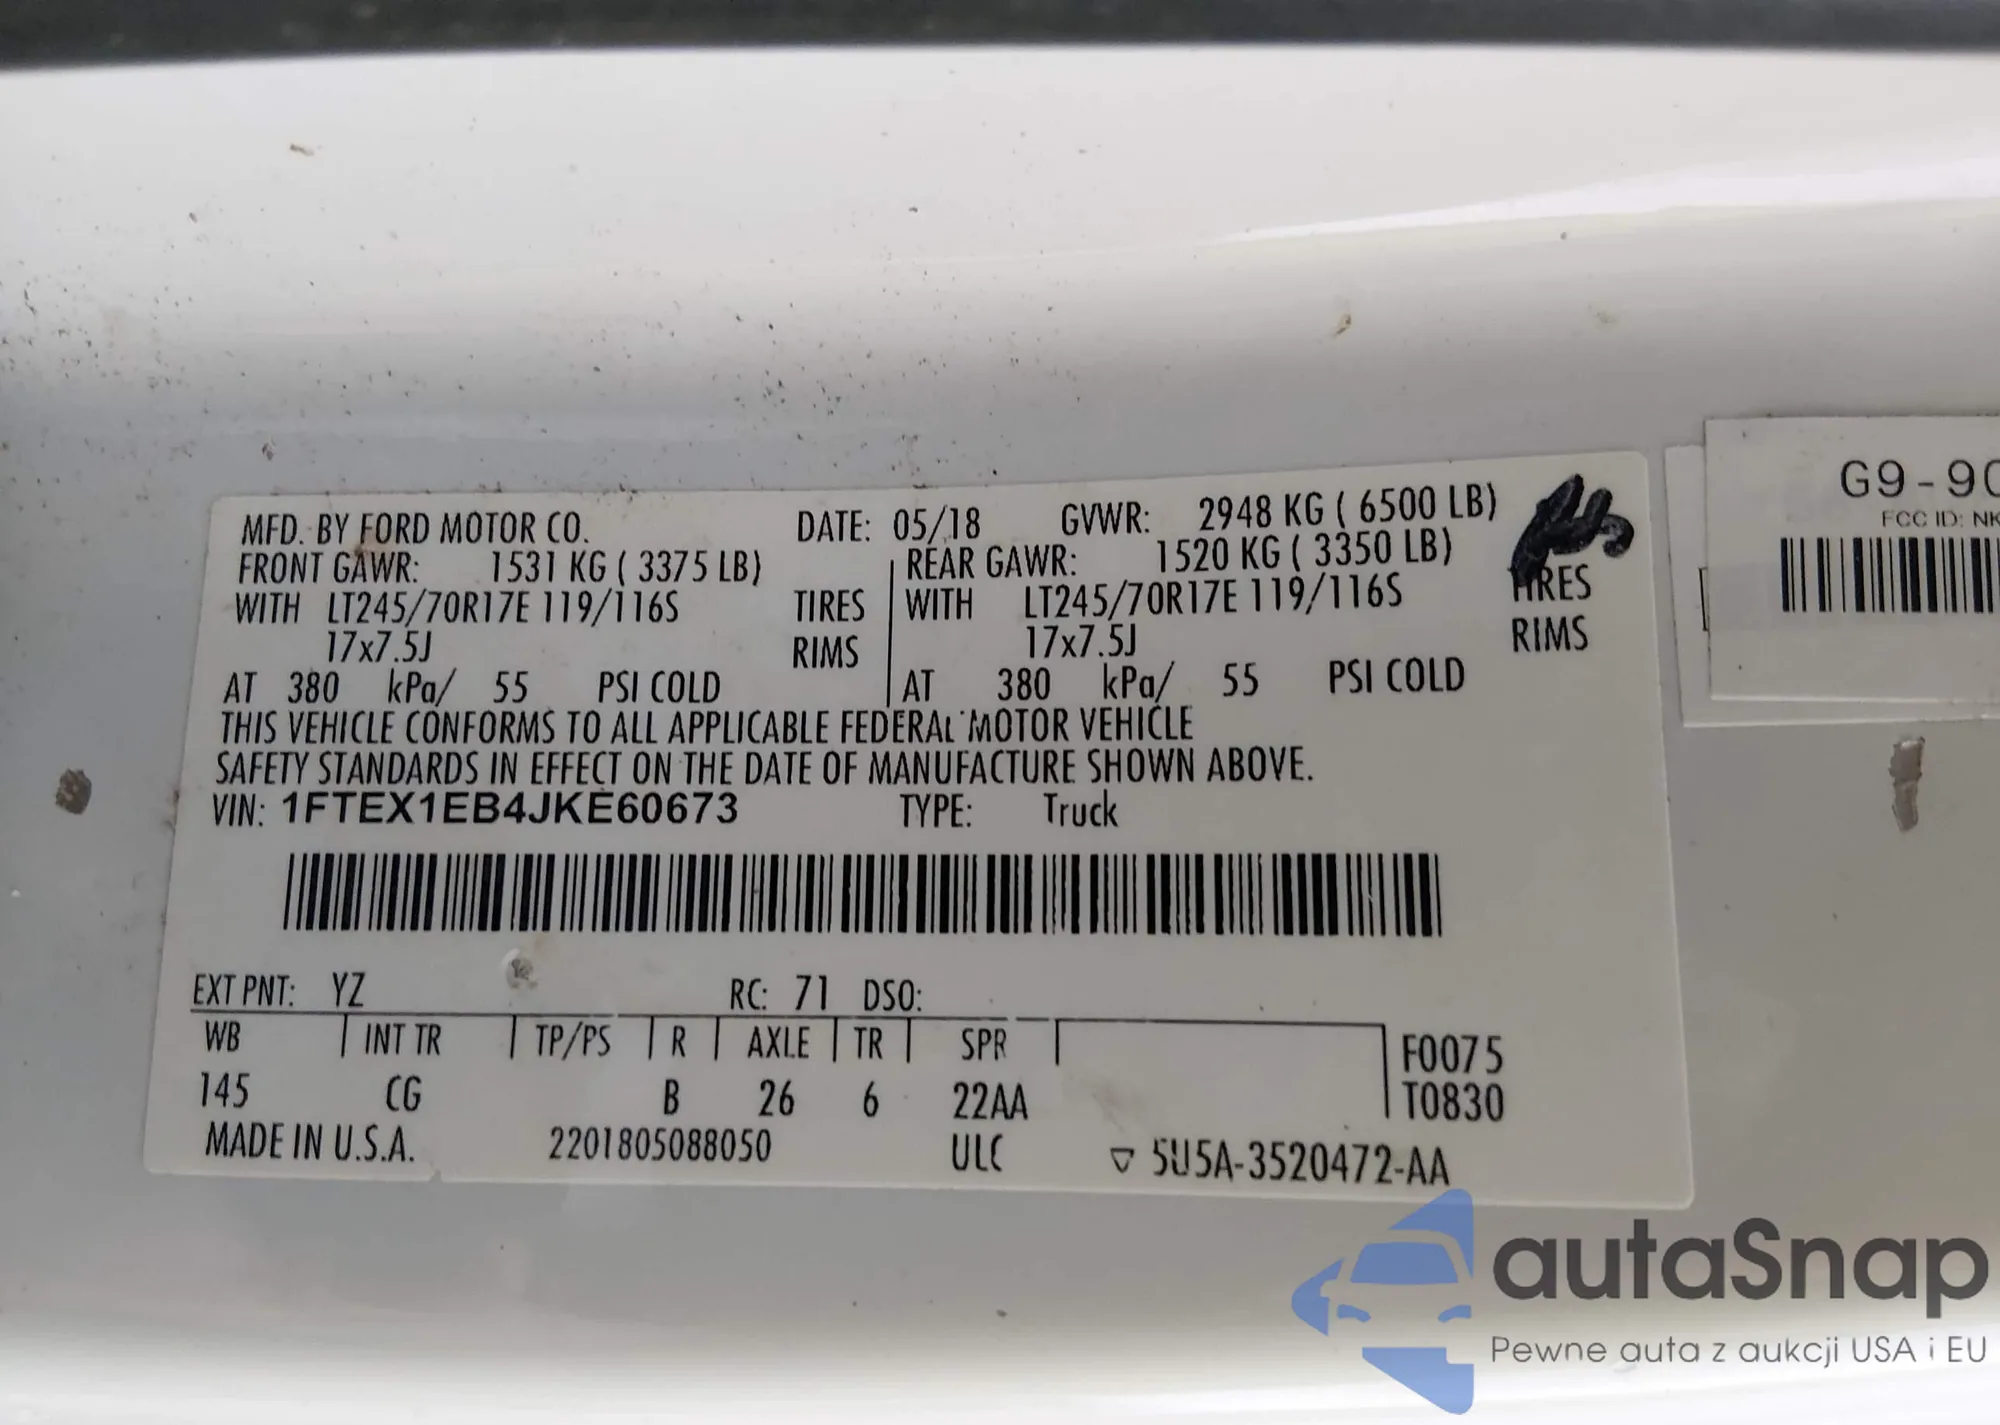 MFD. BY FORD MOTOR CO. DATE: 05/18 GVWR: 2948 KG ( 6500 LB)
FRONT GAWR: 1531 KG ( 3375 LB) REAR GAWR: 1520 KG ( 3350 LB)
WITH LT245/70R17E 119/116S TIRES WITH LT245/70R17E 119/116S TIRES
17x7.5J RIMS 17x7.5J RIMS
AT 380 kPa/ 55 PSI COLD AT 380 kPa/ 55 PSI COLD
THIS VEHICLE CONFORMS TO ALL APPLICABLE FEDERAL MOTOR VEHICLE
SAFETY STANDARDS IN EFFECT ON THE DATE OF MANUFACTURE SHOWN ABOVE.
VIN: 1FTEX1EB4JKE60673 TYPE: Truck
EXT PNT: YZ RC: 71 DSO:
WB INT TR TP/PS R AXLE TR SPR F0075
145 CG B 26 6 22AA T0830
MADE IN U.S.A. 2201805088050 ULC ▽ 5U5A-3520472-AA
G9-90
FCC ID: NK
autaSnap
Pewne auta z aukcji USA i EU